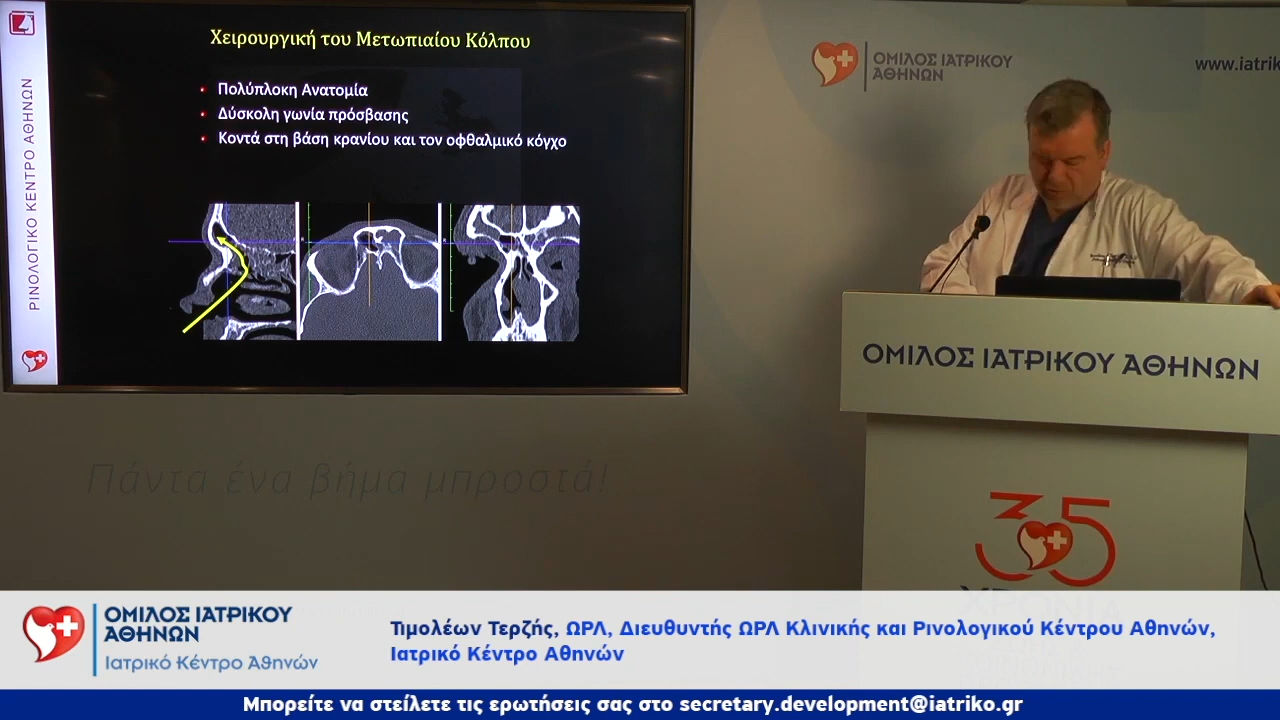 Χειρουργική του Μετωπιαίου Κόλπου
Πολύπλοκη Ανατομία
Δύσκολη γωνία πρόσβασης
Κοντά στη βάση κρανίου και τον οφθαλμικό κόγχο
ΡΙΝΟΛΟΓΙΚΟ ΚΕΝΤΡΟ ΑΘΗΝΩΝ
ΟΜΙΛΟΣ ΙΑΤΡΙΚΟΥ
ΑΘΗΝΩΝ
www.iatrik
ΟΜΙΛΟΣ ΙΑΤΡΙΚΟΥ ΑΘΗΝΩΝ
Πάντα ένα βήμα μπροστά!
35
ΧΡΟΝΙΑ
ΟΜΙΛΟΣ ΙΑΤΡΙΚΟΥ
ΑΘΗΝΩΝ
Ιατρικό Κέντρο Αθηνών
Τιμολέων Τερζής, ΩΡΛ, Διευθυντής ΩΡΛ Κλινικής και Ρινολογικού Κέντρου Αθηνών,
Ιατρικό Κέντρο Αθηνών
Μπορείτε να στείλετε τις ερωτήσεις σας στο secretary.development@iatriko.gr